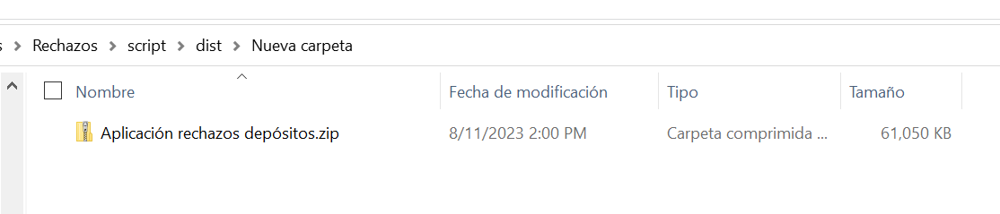 s > Rechazos > script > dist > Nueva carpeta
Nombre Fecha de modificación Tipo Tamaño
Aplicación rechazos depósitos.zip 8/11/2023 2:00 PM Carpeta comprimida ... 61,050 KB